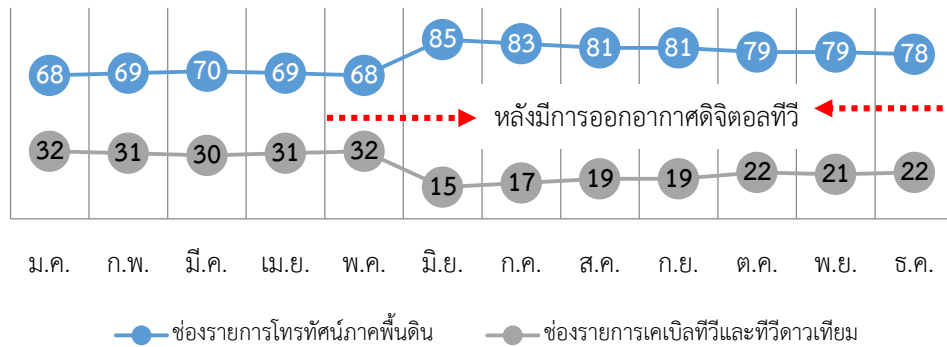 68 69 70 69 68 85 83 81 81 79 79 78
หลังมีการออกอากาศดิจิตอลทีวี
32 31 30 31 32 15 17 19 19 22 21 22
ม.ค. ก.พ. มี.ค. เม.ย. พ.ค. มิ.ย. ก.ค. ส.ค. ก.ย. ต.ค. พ.ย. ธ.ค.
ช่องรายการโทรทัศน์ภาคพื้นดิน ช่องรายการเคเบิลทีวีและทีวีดาวเทียม